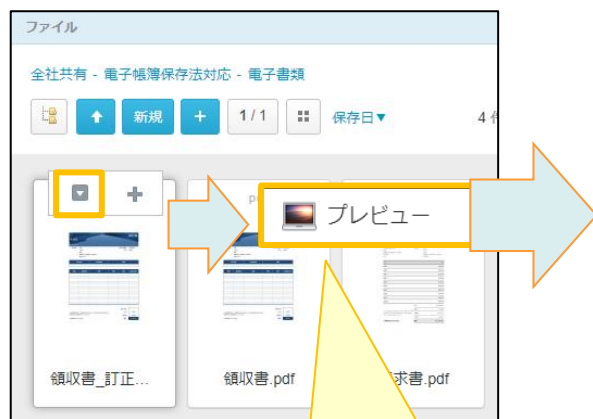 ファイル
全社共有 - 電子帳簿保存法対応 - 電子書類
新規
1 / 1
保存日▼
4 件
プレビュー
領収書_訂正...
領収書.pdf
求書.pdf